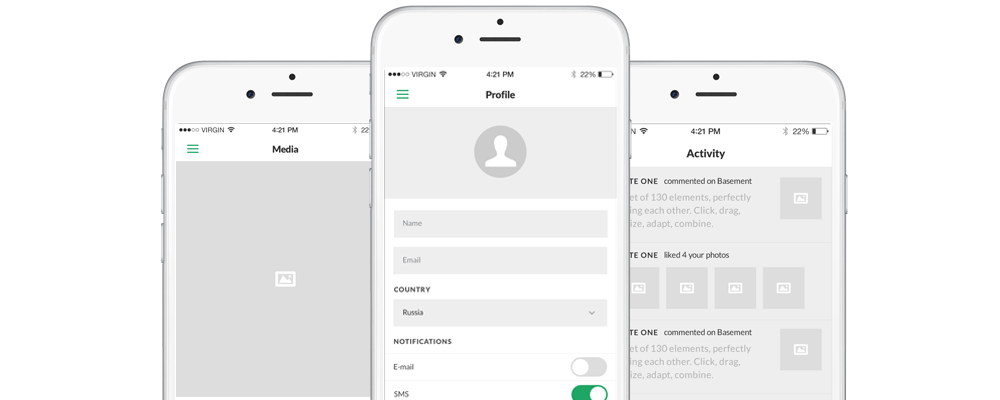 VIRGIN 4:21 PM
Media
VIRGIN 4:21 PM 22%
Profile
Name
Email
COUNTRY
Russia
NOTIFICATIONS
E-mail
SMS
4:21 PM 22%
Activity
TE ONE commented on Basement
et of 130 elements, perfectly
ing each other. Click, drag,
ize, adapt, combine.
TE ONE liked 4 your photos
TE ONE commented on Basement
et of 130 elements, perfectly
ing each other. Click, drag,
ize, adapt, combine.